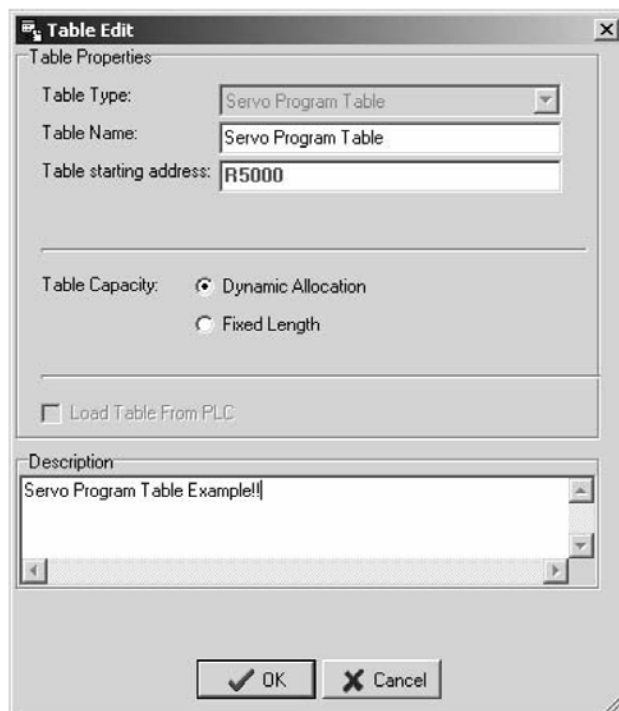 Table Edit
Table Properties
Table Type: Servo Program Table
Table Name: Servo Program Table
Table starting address: R5000
Table Capacity: Dynamic Allocation
Fixed Length
Load Table From PLC
Description
Servo Program Table Example!!
OK Cancel